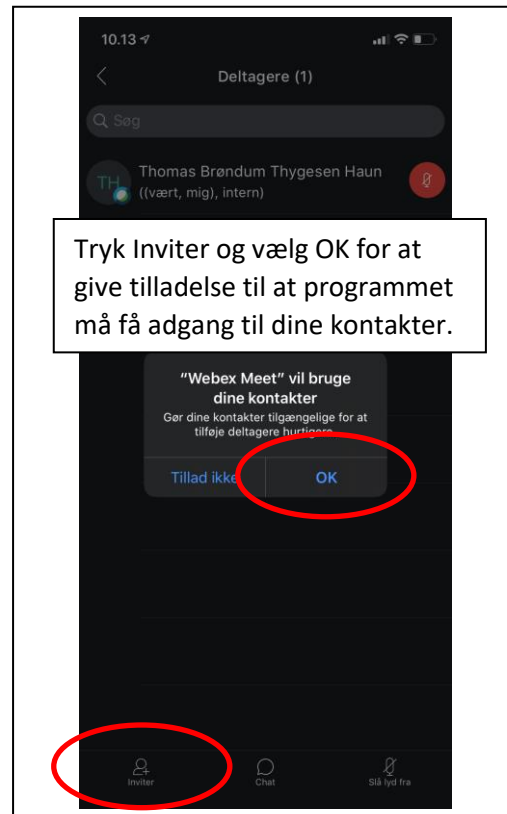 10.13
Deltagere (1)
Søg
TH
Thomas Brøndum Thygesen Haun
((vært, mig), intern)
Tryk Inviter og vælg OK for at
give tilladelse til at programmet
må få adgang til dine kontakter.
"Webex Meet" vil bruge
dine kontakter
Gør dine kontakter tilgængelige for at
tilføje deltagere hurtigere.
Tillad ikke
OK
Inviter
Chat
Slå lyd fra